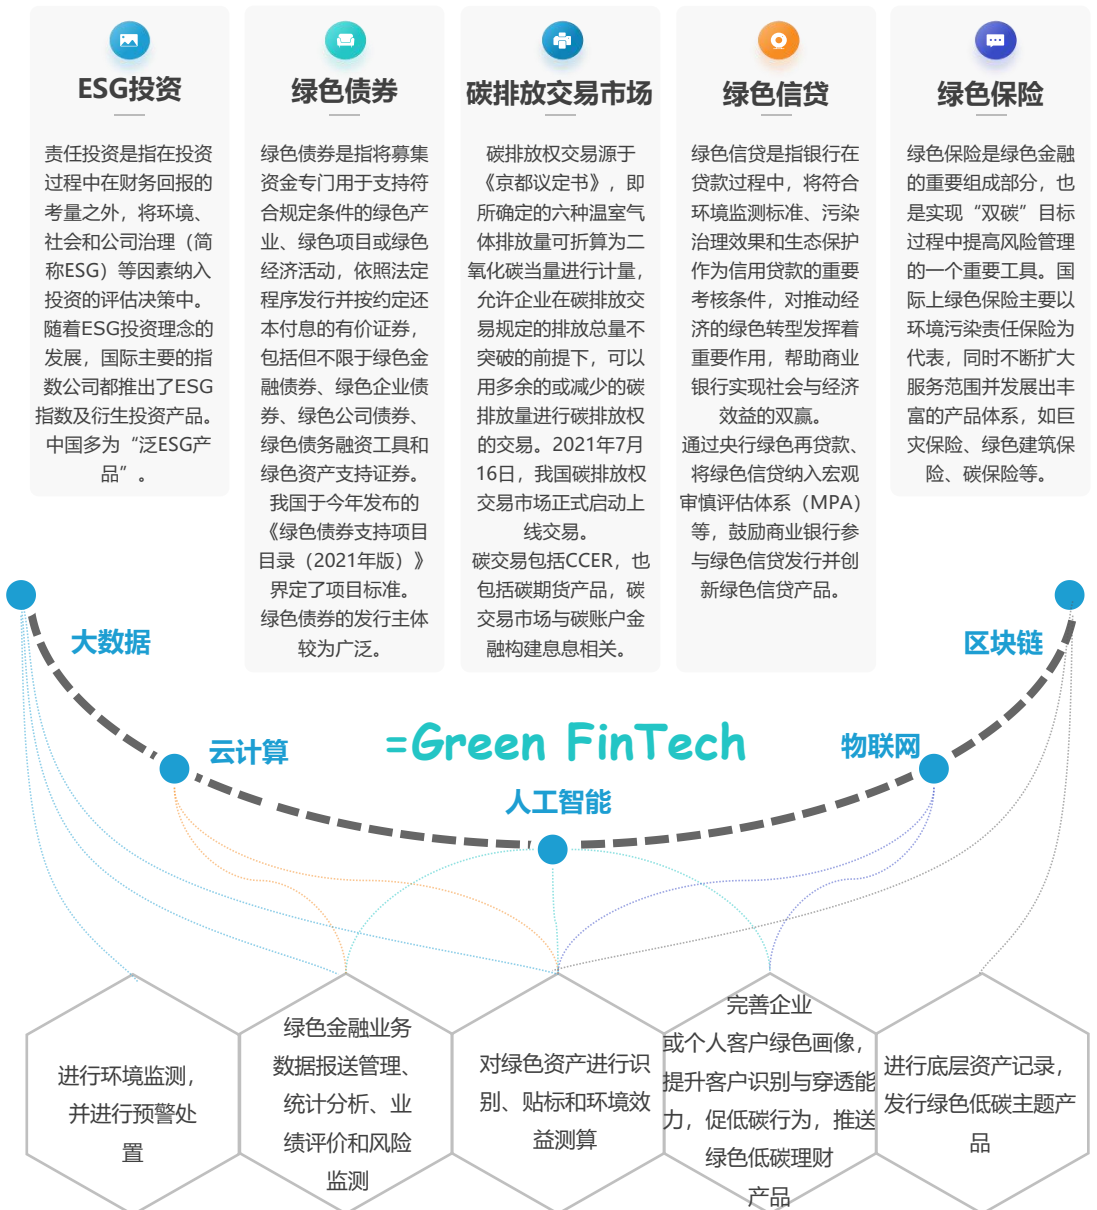 ESG投资
责任投资是指在投资
过程中在财务回报的
考量之外，将环境、
社会和公司治理（简
称ESG）等因素纳入
投资的评估决策中。
随着ESG投资理念的
发展，国际主要的指
数公司都推出了ESG
指数及衍生投资产品。
中国多为“泛ESG产
品”。
绿色债券
绿色债券是指将募集
资金专门用于支持符
合规定条件的绿色产
业、绿色项目或绿色
经济活动，依照法定
程序发行并按约定还
本付息的有价证券，
包括但不限于绿色金
融债券、绿色企业债
券、绿色公司债券、
绿色债务融资工具和
绿色资产支持证券。
我国于今年发布的
《绿色债券支持项目
目录（2021年版）》
界定了项目标准。
绿色债券的发行主体
较为广泛。
碳排放交易市场
碳排放权交易源于
《京都议定书》，即
所确定的六种温室气
体排放量可折算为二
氧化碳当量进行计量，
允许企业在碳排放交
易规定的排放总量不
突破的前提下，可以
用多余的或减少的碳
排放量进行碳排放权
的交易。2021年7月
16日，我国碳排放权
交易市场正式启动上
线交易。
碳交易包括CCER，也
包括碳期货产品，碳
交易市场与碳账户金
融构建息息相关。
绿色信贷
绿色信贷是指银行在
贷款过程中，将符合
环境监测标准、污染
治理效果和生态保护
作为信用贷款的重要
考核条件，对推动经
济的绿色转型发挥着
重要作用，帮助商业
银行实现社会与经济
效益的双赢。
通过央行绿色再贷款、
将绿色信贷纳入宏观
审慎评估体系（MPA）
等，鼓励商业银行参
与绿色信贷发行并创
新绿色信贷产品。
绿色保险
绿色保险是绿色金融
的重要组成部分，也
是实现“双碳”目标
过程中提高风险管理
的一个重要工具。国
际上绿色保险主要以
环境污染责任保险为
代表，同时不断扩大
服务范围并发展出丰
富的产品体系，如巨
灾保险、绿色建筑保
险、碳保险等。
大数据
云计算
=Green FinTech
人工智能
物联网
区块链
进行环境监测，
并进行预警处
置
绿色金融业务
数据报送管理、
统计分析、业
绩评价和风险
监测
对绿色资产进行识
别、贴标和环境效
益测算
完善企业
或个人客户绿色画像，
提升客户识别与穿透能
力，促低碳行为，推送
绿色低碳理财
产品
进行底层资产记录，
发行绿色低碳主题产
品